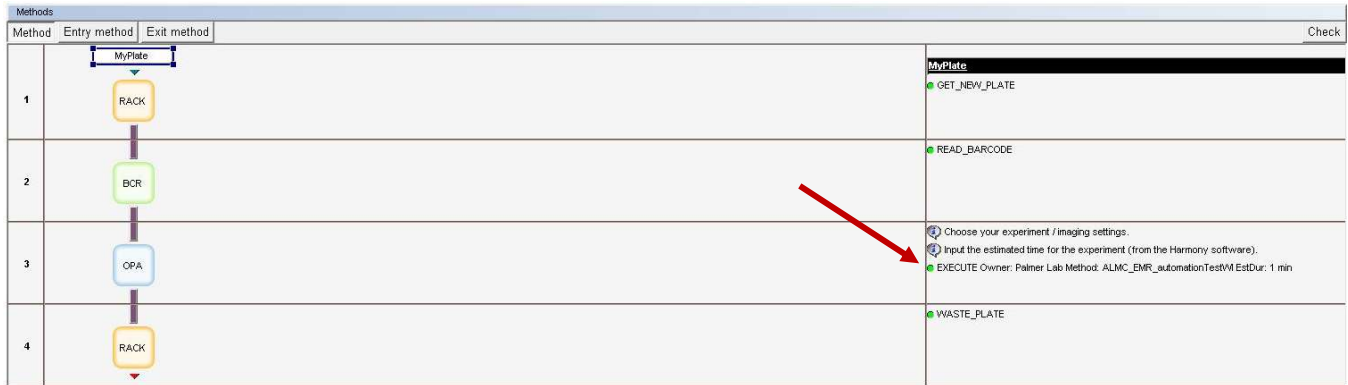 Methods
Method Entry method Exit method Check
MyPlate
MyPlate
1 RACK GET_NEW_PLATE
2 BCR READ_BARCODE
3 OPA
Choose your experiment / imaging settings.
Input the estimated time for the experiment (from the Harmony software).
EXECUTE Owner: Palmer Lab Method: ALMC_EMR_automationTestWI EstDur: 1 min
4 RACK WASTE_PLATE